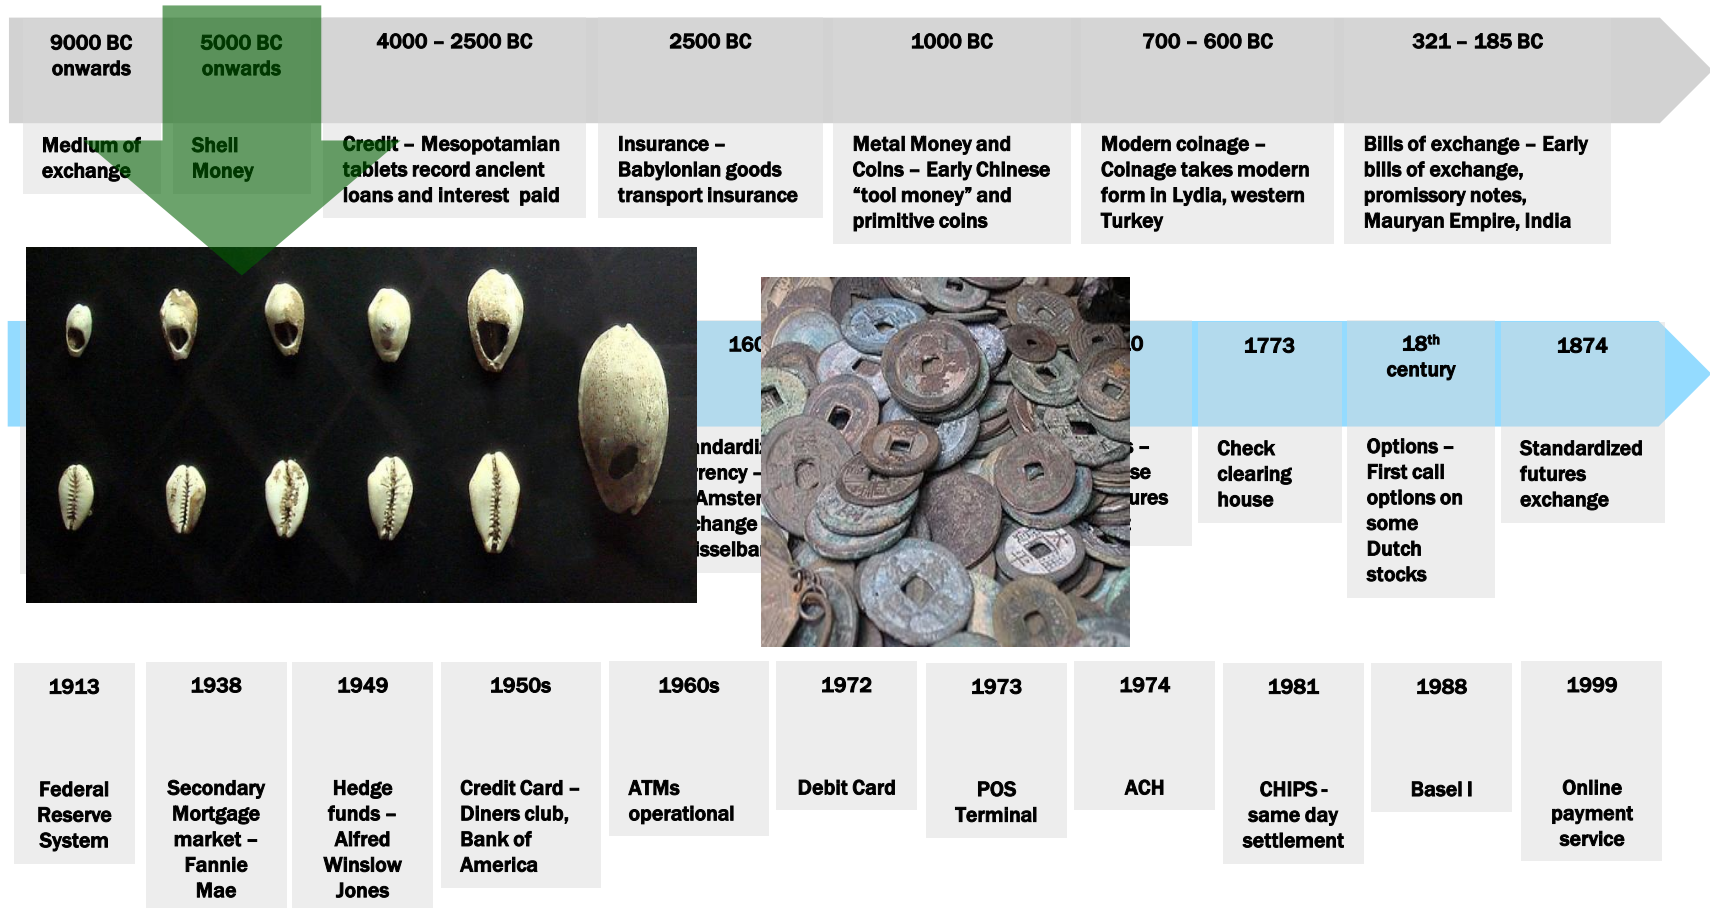 9000 BC
onwards
5000 BC
onwards
4000 – 2500 BC
2500 BC
1000 BC
700 – 600 BC
321 – 185 BC
Medium of
exchange
Shell
Money
Credit – Mesopotamian
tablets record ancient
loans and interest paid
Insurance –
Babylonian goods
transport insurance
Metal Money and
Coins – Early Chinese
“tool money” and
primitive coins
Modern coinage –
Coinage takes modern
form in Lydia, western
Turkey
Bills of exchange – Early
bills of exchange,
promissory notes,
Mauryan Empire, India
1773
18th
century
1874
Check
clearing
house
Options –
First call
options on
some
Dutch
stocks
Standardized
futures
exchange
1913
1938
1949
1950s
1960s
1972
1973
1974
1981
1988
1999
Federal
Reserve
System
Secondary
Mortgage
market –
Fannie
Mae
Hedge
funds –
Alfred
Winslow
Jones
Credit Card –
Diners club,
Bank of
America
ATMs
operational
Debit Card
POS
Terminal
ACH
CHIPS -
same day
settlement
Basel I
Online
payment
service